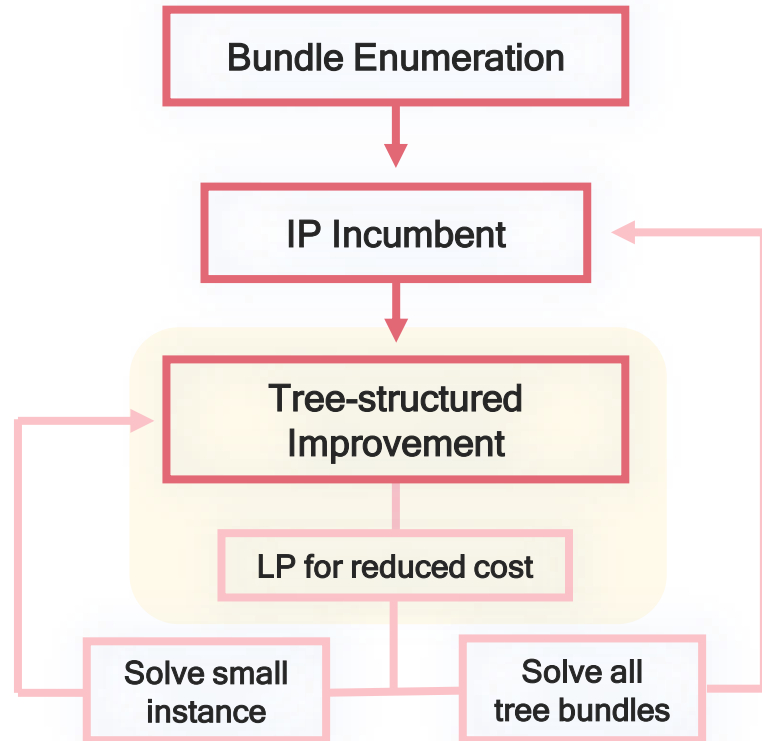 Bundle Enumeration
IP Incumbent
Tree-structured
Improvement
LP for reduced cost
Solve small
instance
Solve all
tree bundles